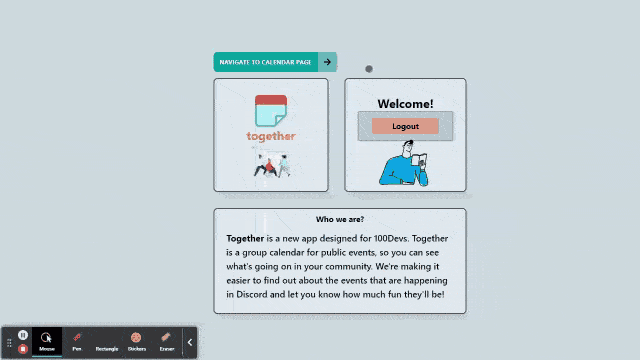 NAVIGATE TO CALENDAR PAGE
together
Welcome!
Logout
Who we are?
Together is a new app designed for 100Devs. Together
is a group calendar for public events, so you can see
what's going on in your community. We're making it
easier to find out about the events that are happening
in Discord and let you know how much fun they'll be!
Mouse
Pen
Rectangle
Stickers
Eraser